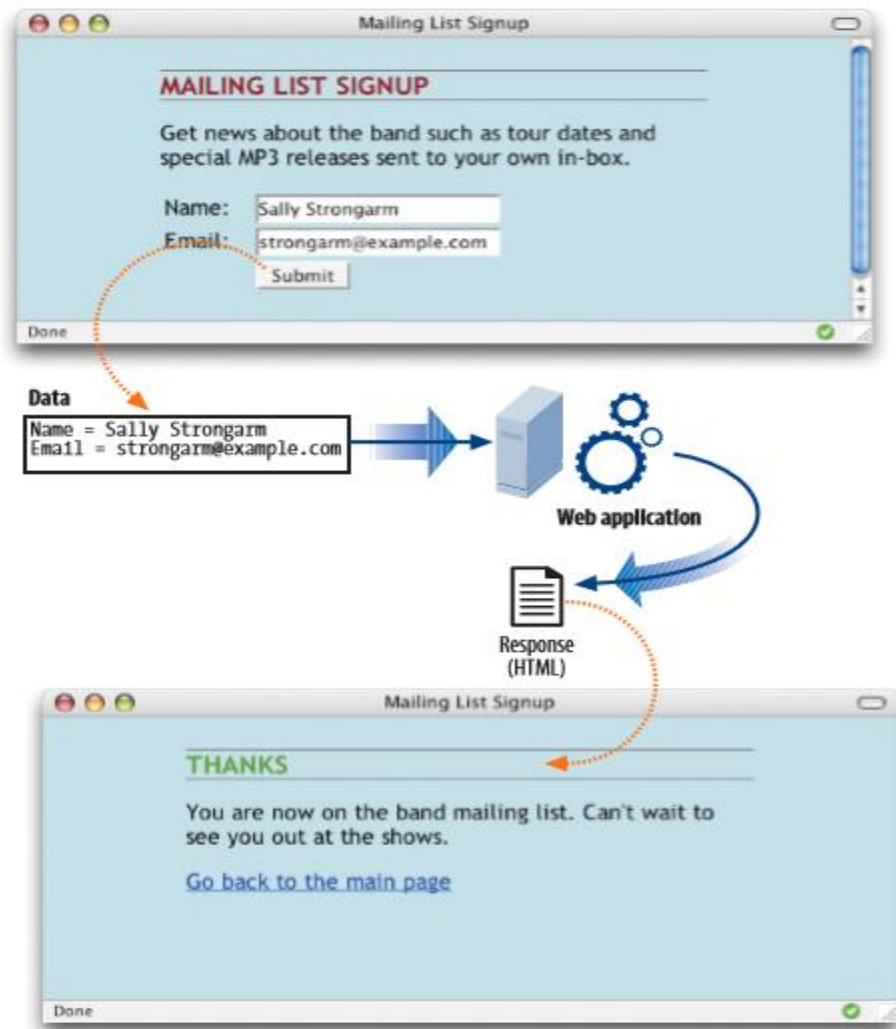 Mailing List Signup
MAILING LIST SIGNUP
Get news about the band such as tour dates and
special MP3 releases sent to your own in-box.
Name: Sally Strongarm
Email: strongarm@example.com
Submit
Done
Data
Name = Sally Strongarm
Email = strongarm@example.com
Web application
Response
(HTML)
Mailing List Signup
THANKS
You are now on the band mailing list. Can't wait to
see you out at the shows.
Go back to the main page
Done